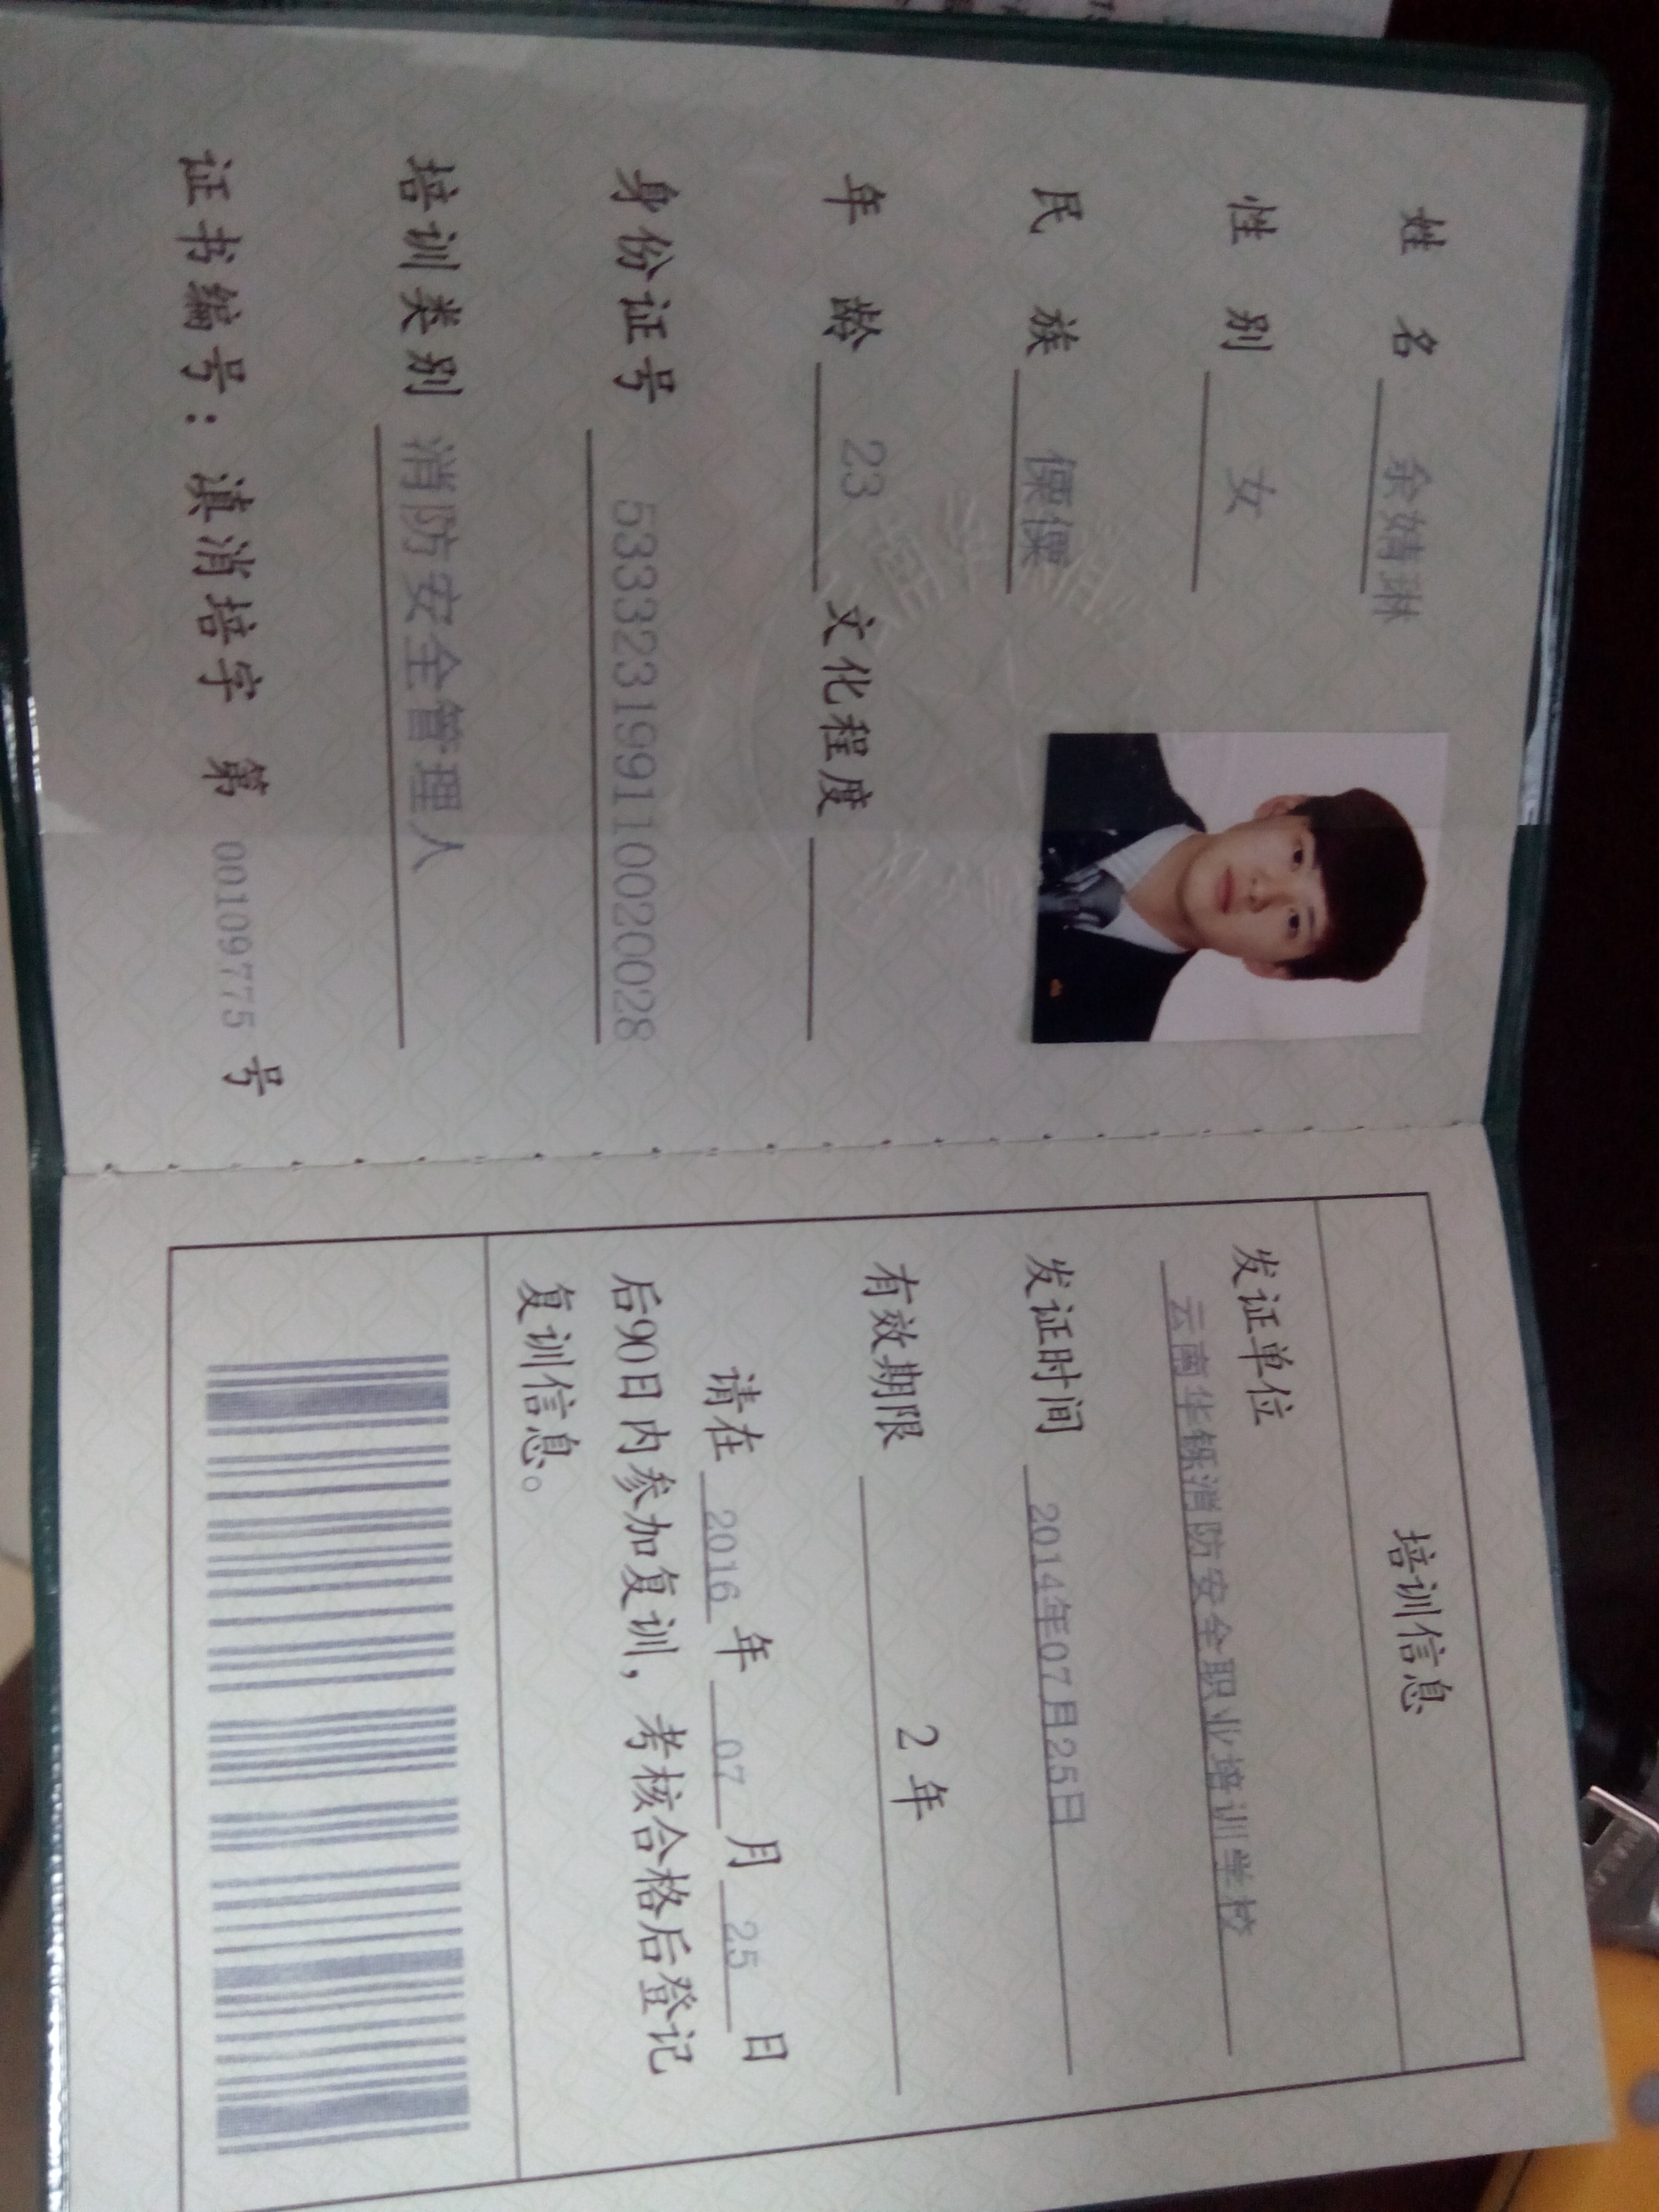 姓 名 余婧琳
性 别 女
民 族 傈僳
年 龄 23 文化程度
身份证号 533323199110020028
培训类别 消防安全管理人
证书编号：滇消培字 第 00109775 号
培训信息
发证单位
云南华铄消防安全职业培训学校
发证时间 2014年07月25日
有效期限 2年
请在 2016 年 07 月 25 日
后90日内参加复训，考核合格后登记
复训信息。